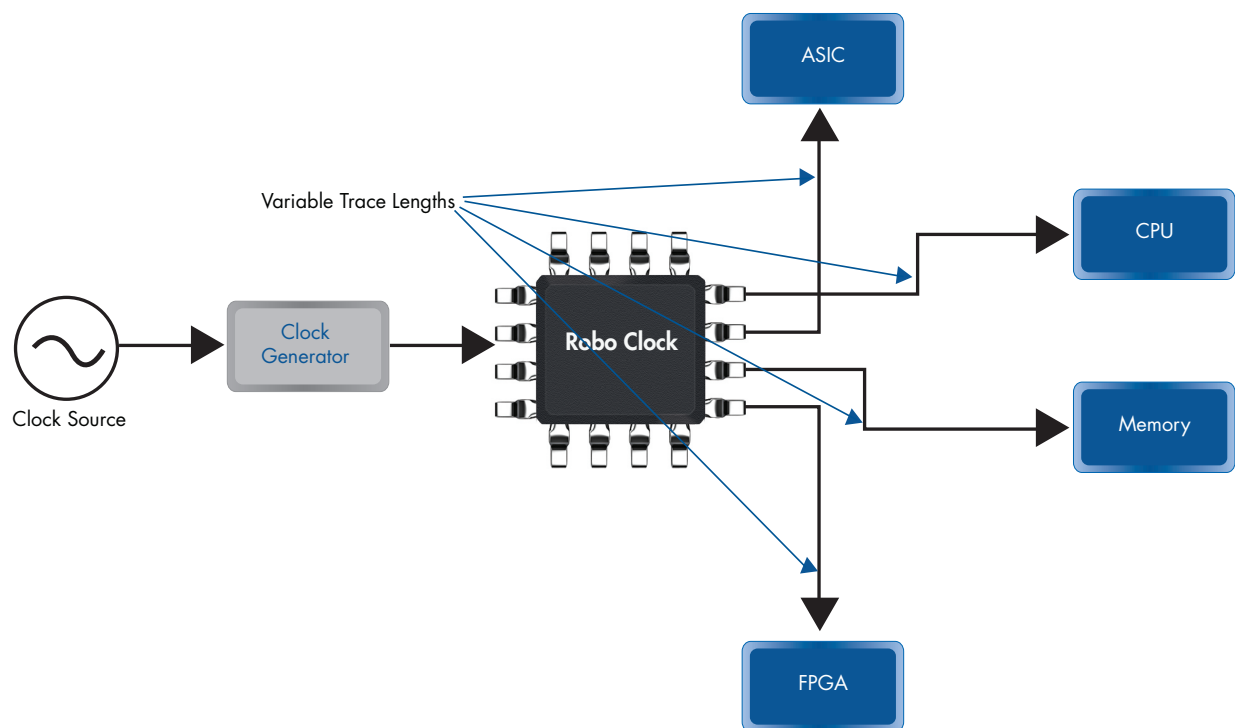 ASIC
Variable Trace Lengths
CPU
Clock
Generator
Robo Clock
Clock Source
Memory
FPGA